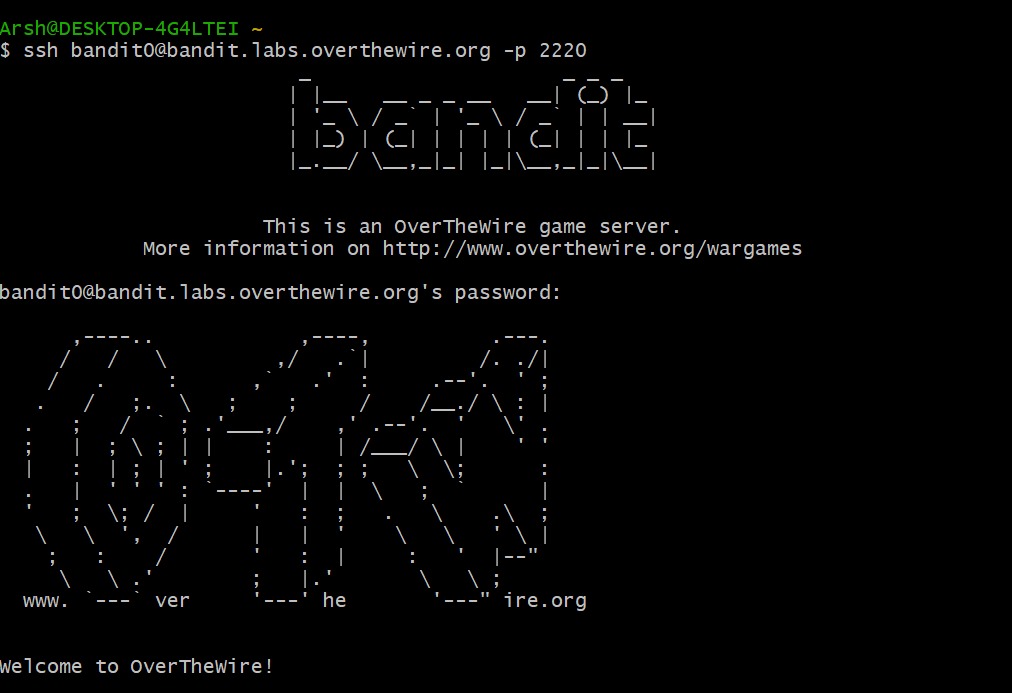 Arsh@DESKTOP-4G4LTEI ~
$ ssh bandit0@bandit.labs.overthewire.org -p 2220
bandit
This is an OverTheWire game server.
More information on http://www.overthewire.org/wargames
bandit0@bandit.labs.overthewire.org's password:
www. ver he ire.org
Welcome to OverTheWire!